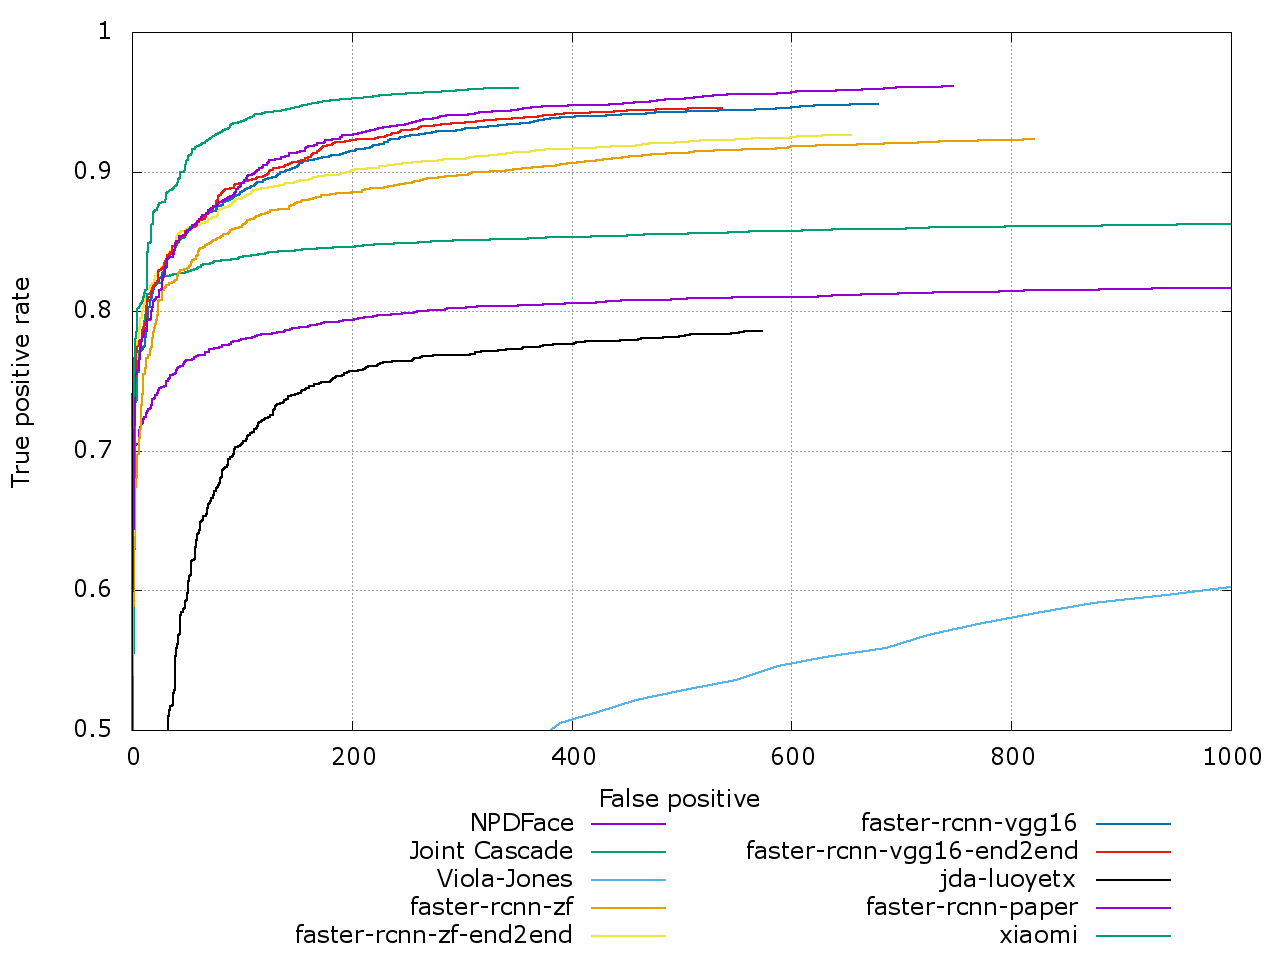 1
0.9
0.8
0.7
0.6
0.5
True positive rate
0 200 400 600 800 1000
False positive
NPDFace faster-rcnn-vgg16
Joint Cascade faster-rcnn-vgg16-end2end
Viola-Jones jda-luoyetx
faster-rcnn-zf faster-rcnn-paper
faster-rcnn-zf-end2end xiaomi